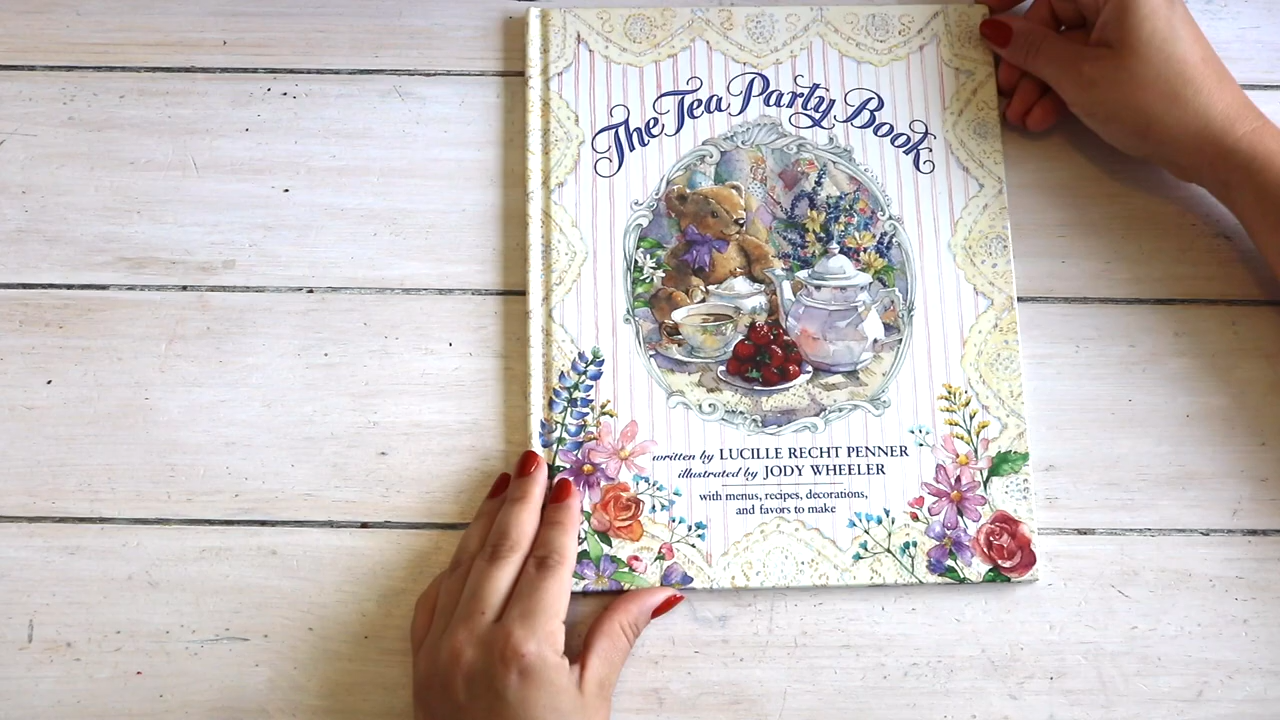 The Tea Party Book
written by LUCILLE RECHT PENNER
illustrated by JODY WHEELER
with menus, recipes, decorations,
and favors to make